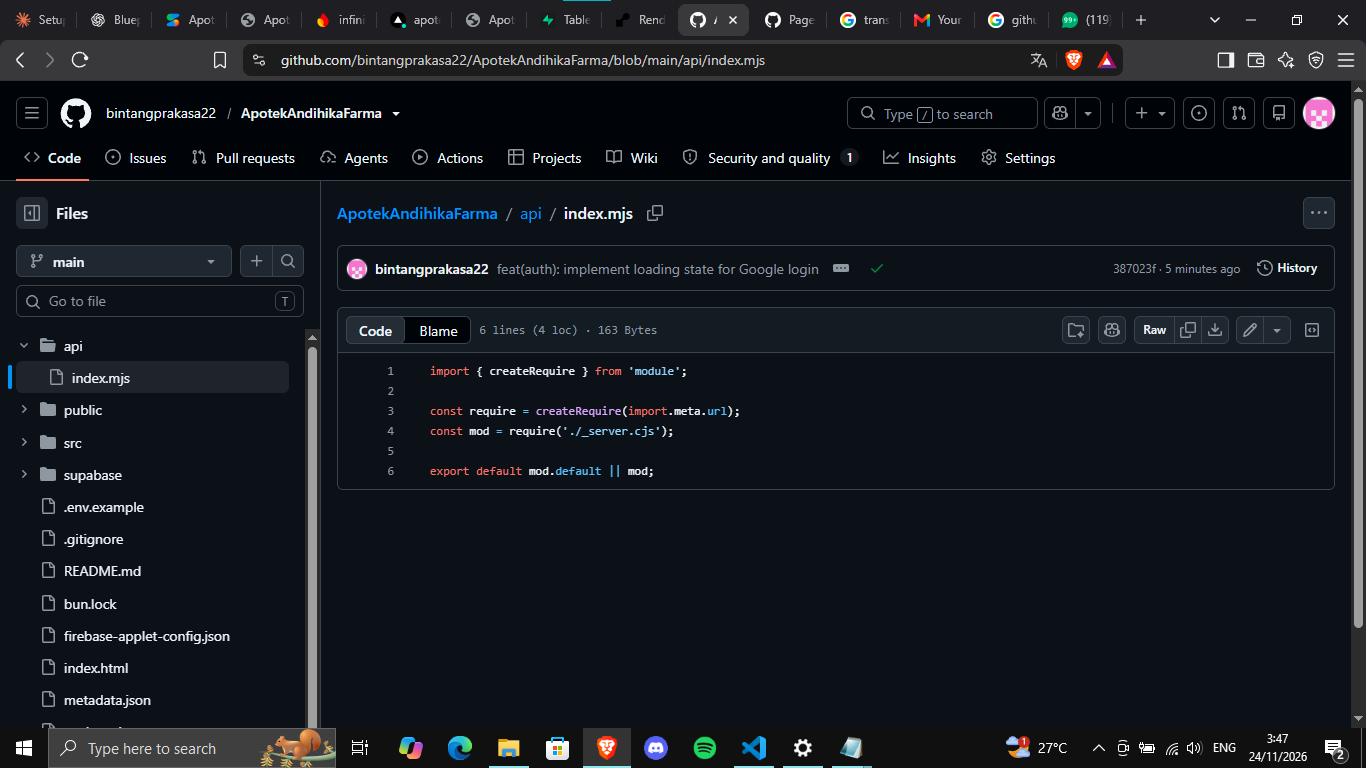 Setu
Bluep
Apot
Apot
infini
apot
Apot
Table
Rend
A
Page
trans
Your
githu
99+ (119)
github.com/bintangprakasa22/ApotekAndihikaFarma/blob/main/api/index.mjs
bintangprakasa22 / ApotekAndihikaFarma
Type / to search
Code
Issues
Pull requests
Agents
Actions
Projects
Wiki
Security and quality 1
Insights
Settings
Files
main
Go to file T
api
index.mjs
public
src
supabase
.env.example
.gitignore
README.md
bun.lock
firebase-applet-config.json
index.html
metadata.json
ApotekAndihikaFarma / api / index.mjs
bintangprakasa22 feat(auth): implement loading state for Google login
387023f · 5 minutes ago
History
Code
Blame
6 lines (4 loc) · 163 Bytes
Raw
1 import { createRequire } from 'module';
2
3 const require = createRequire(import.meta.url);
4 const mod = require('./_server.cjs');
5
6 export default mod.default || mod;
Type here to search
1
27°C
ENG
3:47
24/11/2026
2